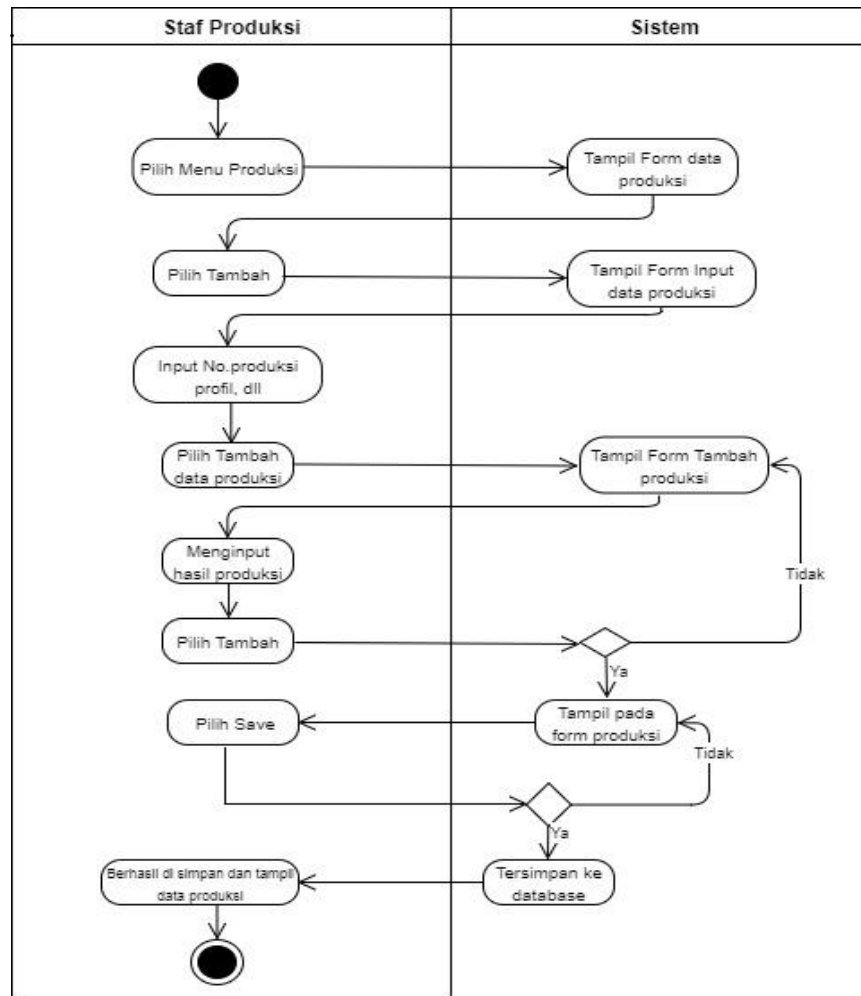 Staf Produksi
Sistem
Pilih Menu Produksi
Tampil Form data
produksi
Pilih Tambah
Tampil Form Input
data produksi
Input No.produksi
profil, dll
Pilih Tambah
data produksi
Tampil Form Tambah
produksi
Menginput
hasil produksi
Tidak
Pilih Tambah
Ya
Pilih Save
Tampil pada
form produksi
Tidak
Ya
Berhasil di simpan dan tampil
data produksi
Tersimpan ke
database